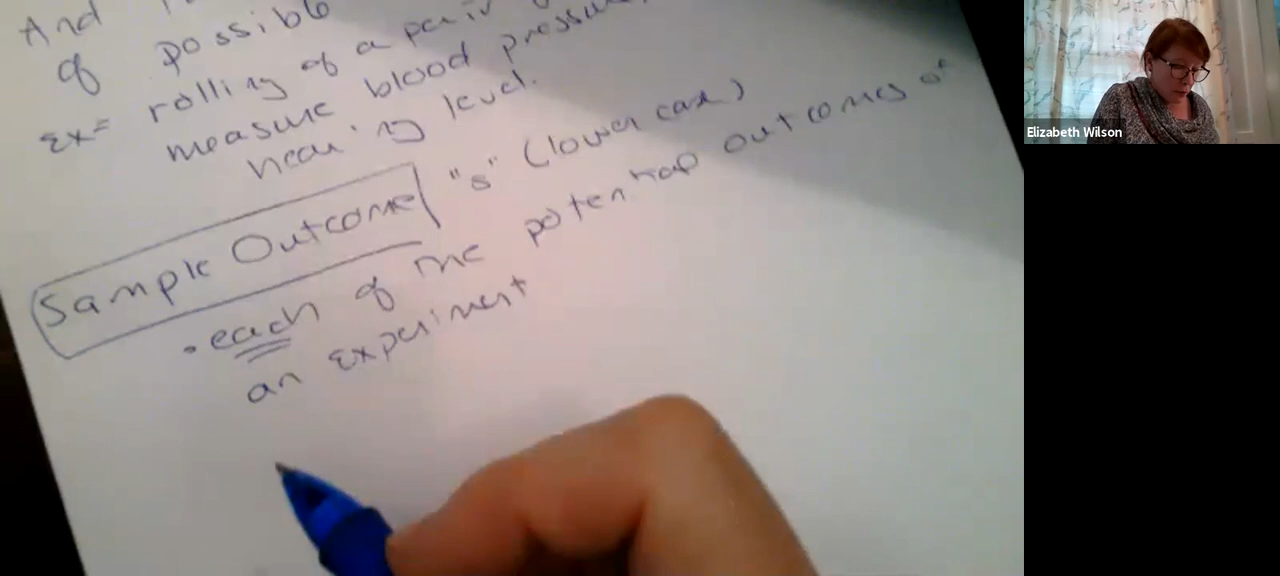 And
of possible
Ex= rolling of a pair
measure blood pressure,
hearing level.
Sample Outcome "s" (lower case)
• each of the potential outcomes of
an Experiment
Elizabeth Wilson